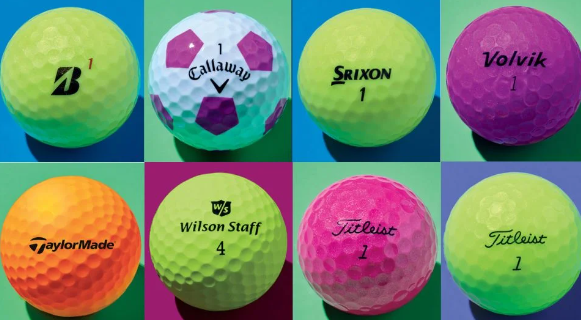 B 1
1
Callaway
SRIXON
1
Volvik
1
TaylorMade
W/S
Wilson Staff
4
Titleist
1
Titleist
1